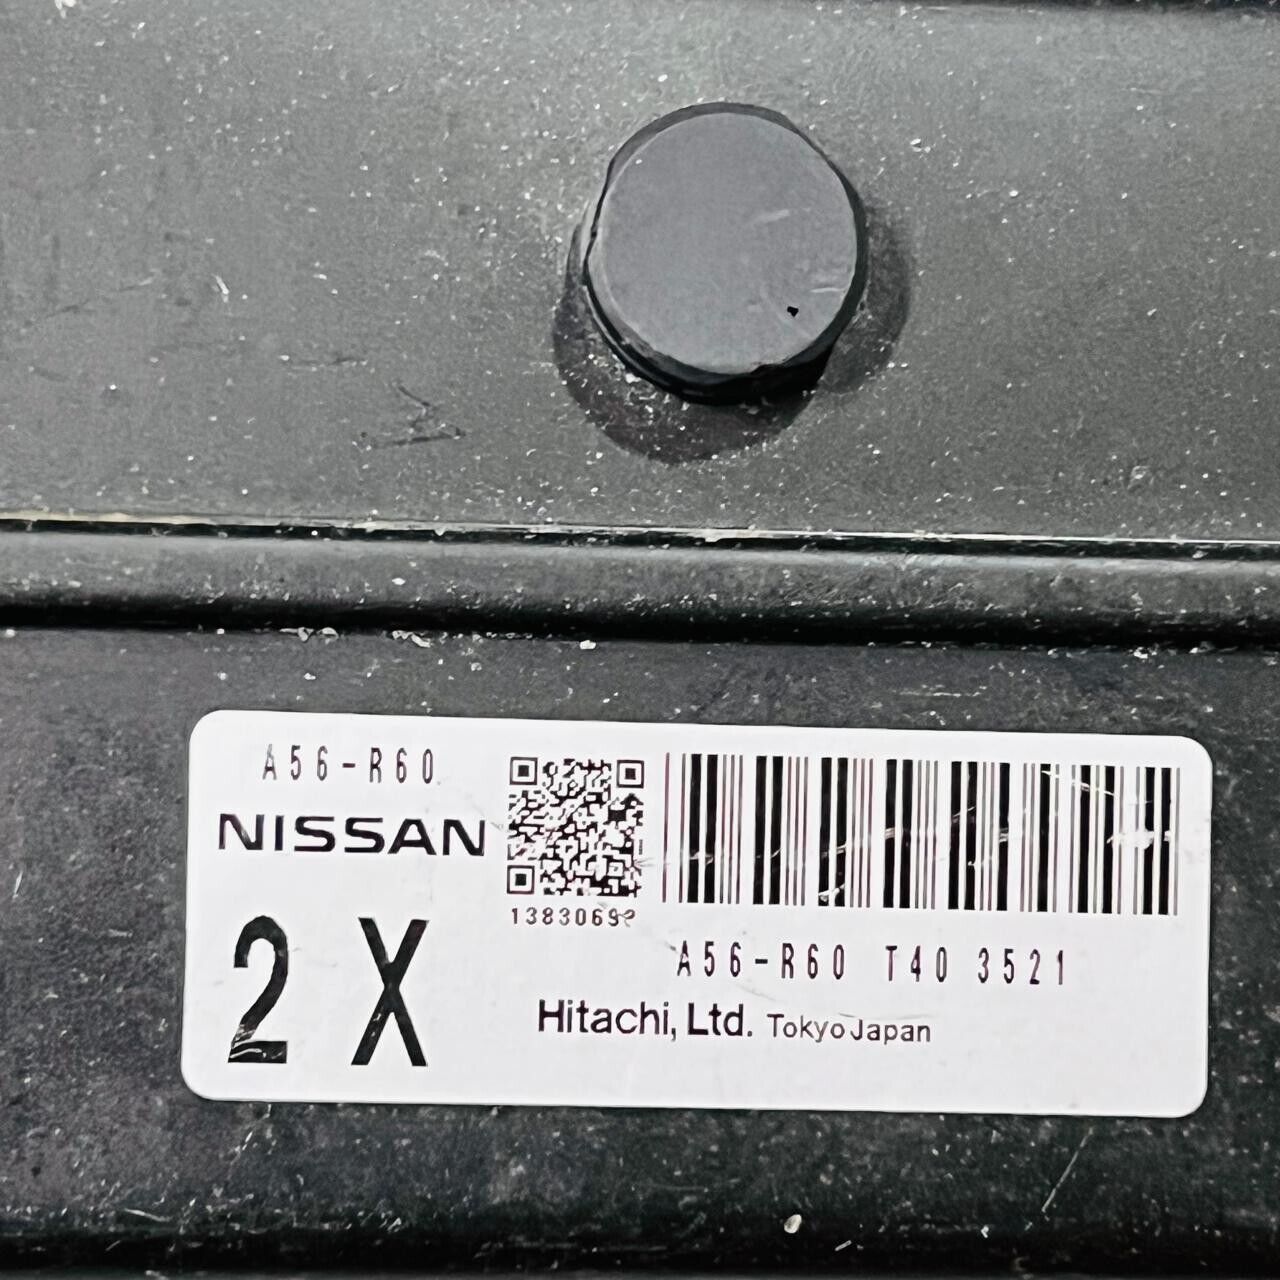 A56-R60
NISSAN
2 X
A56-R60 T40 3521
Hitachi, Ltd. Tokyo Japan